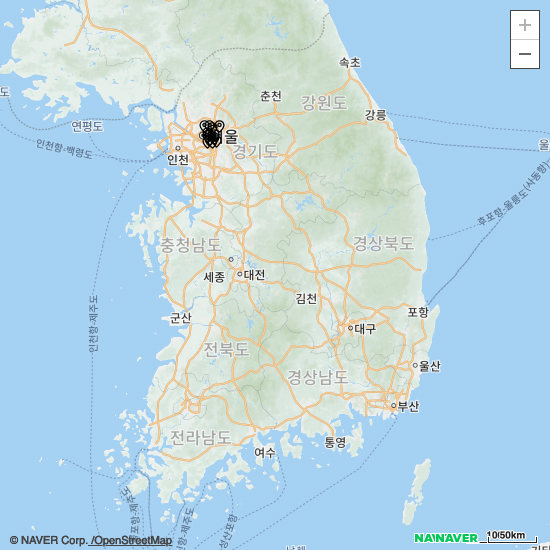 +
−
속초
춘천
강원도
도
강릉
연평도
울
인천항-백령도
인천
경기도
울
후포항-울릉도(사동항)
충청남도
경상북도
세종
대전
인천항-제주도
김천
군산
포항
전북도
대구
울산
경상남도
부산
전라남도
통영
여수
© NAVER Corp. /OpenStreetMap
NAVER
10/50km